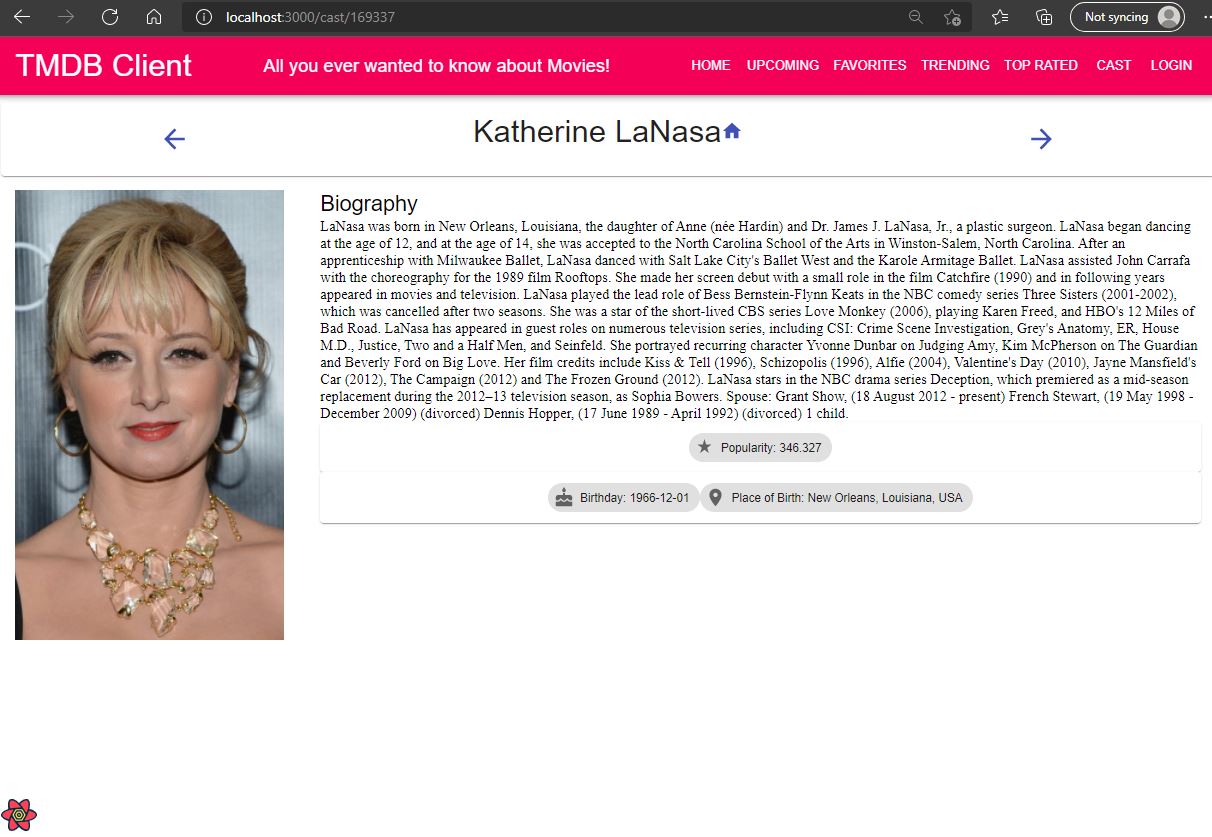 localhost:3000/cast/169337
Not syncing
TMDB Client
All you ever wanted to know about Movies!
HOME UPCOMING FAVORITES TRENDING TOP RATED CAST LOGIN
Katherine LaNasa
Biography
LaNasa was born in New Orleans, Louisiana, the daughter of Anne (née Hardin) and Dr. James J. LaNasa, Jr., a plastic surgeon. LaNasa began dancing
at the age of 12, and at the age of 14, she was accepted to the North Carolina School of the Arts in Winston-Salem, North Carolina. After an
apprenticeship with Milwaukee Ballet, LaNasa danced with Salt Lake City's Ballet West and the Karole Armitage Ballet. LaNasa assisted John Carrafa
with the choreography for the 1989 film Rooftops. She made her screen debut with a small role in the film Catchfire (1990) and in following years
appeared in movies and television. LaNasa played the lead role of Bess Bernstein-Flynn Keats in the NBC comedy series Three Sisters (2001-2002),
which was cancelled after two seasons. She was a star of the short-lived CBS series Love Monkey (2006), playing Karen Freed, and HBO's 12 Miles of
Bad Road. LaNasa has appeared in guest roles on numerous television series, including CSI: Crime Scene Investigation, Grey's Anatomy, ER, House
M.D., Justice, Two and a Half Men, and Seinfeld. She portrayed recurring character Yvonne Dunbar on Judging Amy, Kim McPherson on The Guardian
and Beverly Ford on Big Love. Her film credits include Kiss & Tell (1996), Schizopolis (1996), Alfie (2004), Valentine's Day (2010), Jayne Mansfield's
Car (2012), The Campaign (2012) and The Frozen Ground (2012). LaNasa stars in the NBC drama series Deception, which premiered as a mid-season
replacement during the 2012–13 television season, as Sophia Bowers. Spouse: Grant Show, (18 August 2012 - present) French Stewart, (19 May 1998 -
December 2009) (divorced) Dennis Hopper, (17 June 1989 - April 1992) (divorced) 1 child.
Popularity: 346.327
Birthday: 1966-12-01
Place of Birth: New Orleans, Louisiana, USA